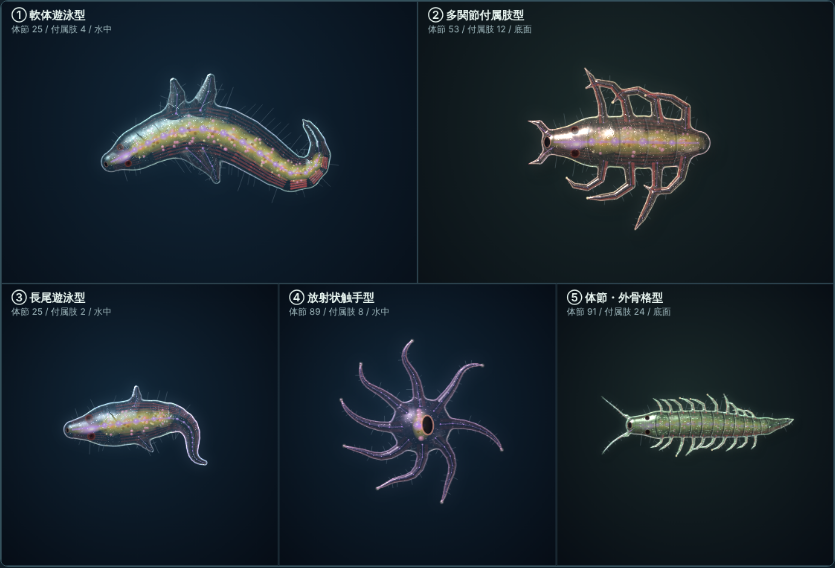 ① 軟体遊泳型
体節 25 / 付属肢 4 / 水中
② 多関節付属肢型
体節 53 / 付属肢 12 / 底面
③ 長尾遊泳型
体節 25 / 付属肢 2 / 水中
④ 放射状触手型
体節 89 / 付属肢 8 / 水中
⑤ 体節・外骨格型
体節 91 / 付属肢 24 / 底面